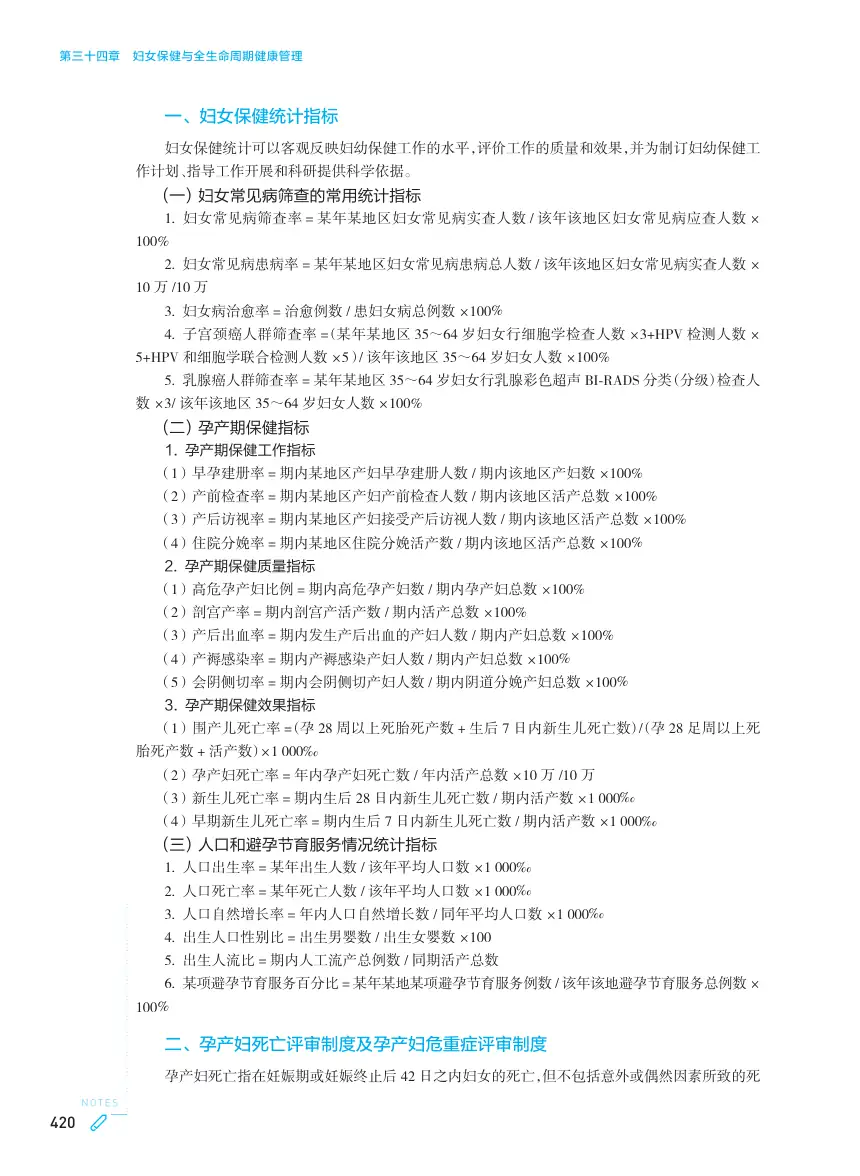 第三十四章　妇女保健与全生命周期健康管理
一、妇女保健统计指标
妇女保健统计可以客观反映妇幼保健工作的水平,评价工作的质量和效果,并为制订妇幼保健工
作计划、指导工作开展和科研提供科学依据。
（一）妇女常见病筛查的常用统计指标
1. 妇女常见病筛查率 = 某年某地区妇女常见病实查人数 / 该年该地区妇女常见病应查人数 ×
100%
2. 妇女常见病患病率 = 某年某地区妇女常见病患病总人数 / 该年该地区妇女常见病实查人数 ×
10 万 /10 万
3. 妇女病治愈率 = 治愈例数 / 患妇女病总例数 ×100%
4. 子宫颈癌人群筛查率 =（某年某地区 35～64 岁妇女行细胞学检查人数 ×3+HPV 检测人数 ×
5+HPV 和细胞学联合检测人数 ×5）/ 该年该地区 35～64 岁妇女人数 ×100%
5. 乳腺癌人群筛查率 = 某年某地区 35～64 岁妇女行乳腺彩色超声 BI-RADS 分类（分级）检查人
数 ×3/ 该年该地区 35～64 岁妇女人数 ×100%
（二）孕产期保健指标
1. 孕产期保健工作指标
（1）早孕建册率 = 期内某地区产妇早孕建册人数 / 期内该地区产妇数 ×100%
（2）产前检查率 = 期内某地区产妇产前检查人数 / 期内该地区活产总数 ×100%
（3）产后访视率 = 期内某地区产妇接受产后访视人数 / 期内该地区活产总数 ×100%
（4）住院分娩率 = 期内某地区住院分娩活产数 / 期内该地区活产总数 ×100%
2. 孕产期保健质量指标
（1）高危孕产妇比例 = 期内高危孕产妇数 / 期内孕产妇总数 ×100%
（2）剖宫产率 = 期内剖宫产活产数 / 期内活产总数 ×100%
（3）产后出血率 = 期内发生产后出血的产妇人数 / 期内产妇总数 ×100%
（4）产褥感染率 = 期内产褥感染产妇人数 / 期内产妇总数 ×100%
（5）会阴侧切率 = 期内会阴侧切产妇人数 / 期内阴道分娩产妇总数 ×100%
3. 孕产期保健效果指标
（1）围产儿死亡率 =（孕 28 周以上死胎死产数 + 生后 7 日内新生儿死亡数）/（孕 28 足周以上死
胎死产数 + 活产数）×1 000‰
（2）孕产妇死亡率 = 年内孕产妇死亡数 / 年内活产总数 ×10 万 /10 万
（3）新生儿死亡率 = 期内生后 28 日内新生儿死亡数 / 期内活产数 ×1 000‰
（4）早期新生儿死亡率 = 期内生后 7 日内新生儿死亡数 / 期内活产数 ×1 000‰
（三）人口和避孕节育服务情况统计指标
1. 人口出生率 = 某年出生人数 / 该年平均人口数 ×1 000‰
2. 人口死亡率 = 某年死亡人数 / 该年平均人口数 ×1 000‰
3. 人口自然增长率 = 年内人口自然增长数 / 同年平均人口数 ×1 000‰
4. 出生人口性别比 = 出生男婴数 / 出生女婴数 ×100
5. 出生人流比 = 期内人工流产总例数 / 同期活产总数
6. 某项避孕节育服务百分比 = 某年某地某项避孕节育服务例数 / 该年该地避孕节育服务总例数 ×
100%
二、孕产妇死亡评审制度及孕产妇危重症评审制度
孕产妇死亡指在妊娠期或妊娠终止后 42 日之内妇女的死亡,但不包括意外或偶然因素所致的死
NOTES
420